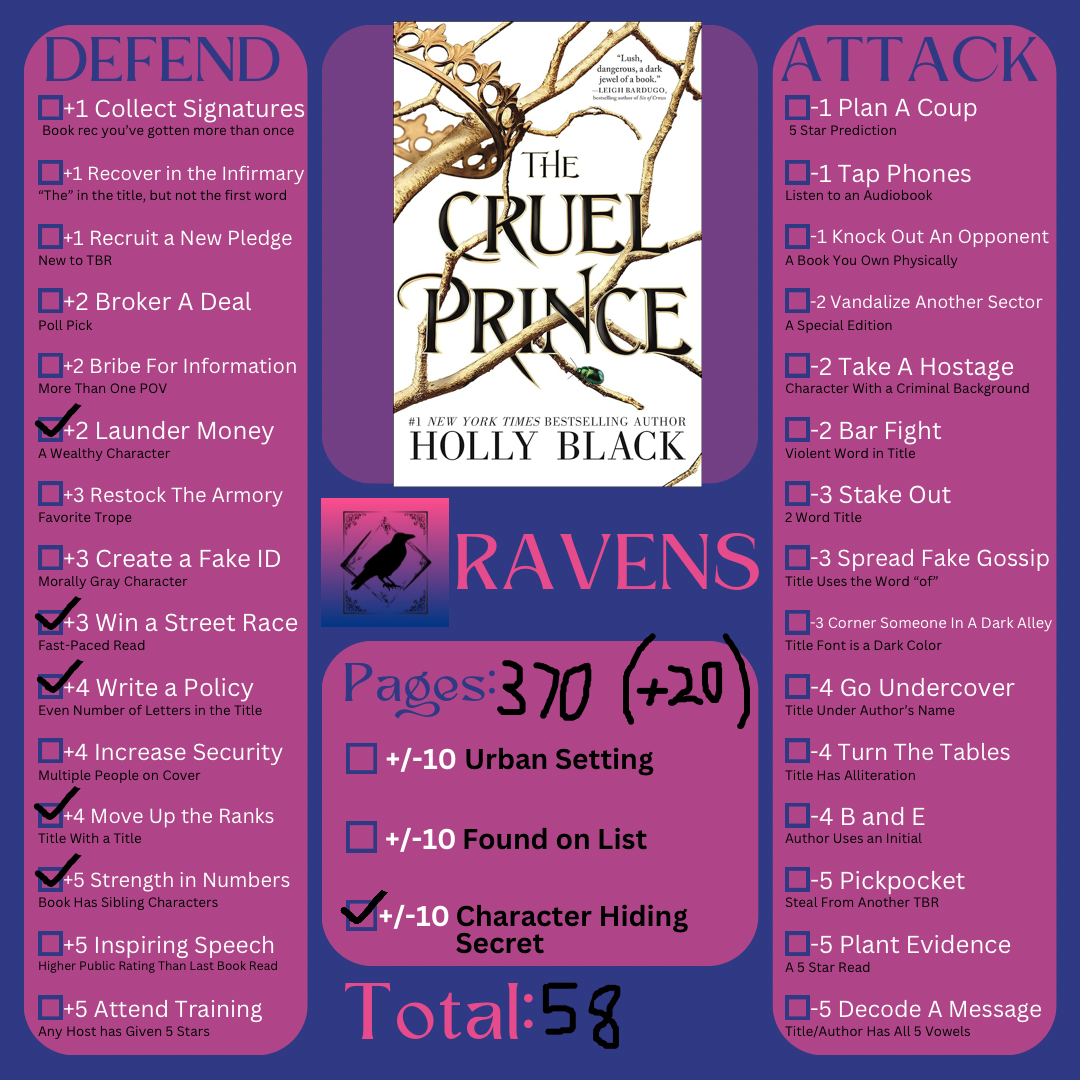 DEFEND
+1 Collect Signatures
Book rec you've gotten more than once
+1 Recover in the Infirmary
"The" in the title, but not the first word
+1 Recruit a New Pledge
New to TBR
+2 Broker A Deal
Poll Pick
+2 Bribe For Information
More Than One POV
+2 Launder Money
A Wealthy Character
+3 Restock The Armory
Favorite Trope
+3 Create a Fake ID
Morally Gray Character
+3 Win a Street Race
Fast-Paced Read
+4 Write a Policy
Even Number of Letters in the Title
+4 Increase Security
Multiple People on Cover
+4 Move Up the Ranks
Title With a Title
+5 Strength in Numbers
Book Has Sibling Characters
+5 Inspiring Speech
Higher Public Rating Than Last Book Read
+5 Attend Training
Any Host has Given 5 Stars
"Lush,
dangerous, a dark
jewel of a book."
—LEIGH BARDUGO,
bestselling author of Six of Crows
THE
CRUEL
PRINCE
#1 NEW YORK TIMES BESTSELLING AUTHOR
HOLLY BLACK
RAVENS
Pages: 370 (+20)
+/-10 Urban Setting
+/-10 Found on List
+/-10 Character Hiding
Secret
Total: 58
ATTACK
-1 Plan A Coup
5 Star Prediction
-1 Tap Phones
Listen to an Audiobook
-1 Knock Out An Opponent
A Book You Own Physically
-2 Vandalize Another Sector
A Special Edition
-2 Take A Hostage
Character With a Criminal Background
-2 Bar Fight
Violent Word in Title
-3 Stake Out
2 Word Title
-3 Spread Fake Gossip
Title Uses the Word "of"
-3 Corner Someone In A Dark Alley
Title Font is a Dark Color
-4 Go Undercover
Title Under Author's Name
-4 Turn The Tables
Title Has Alliteration
-4 B and E
Author Uses an Initial
-5 Pickpocket
Steal From Another TBR
-5 Plant Evidence
A 5 Star Read
-5 Decode A Message
Title/Author Has All 5 Vowels